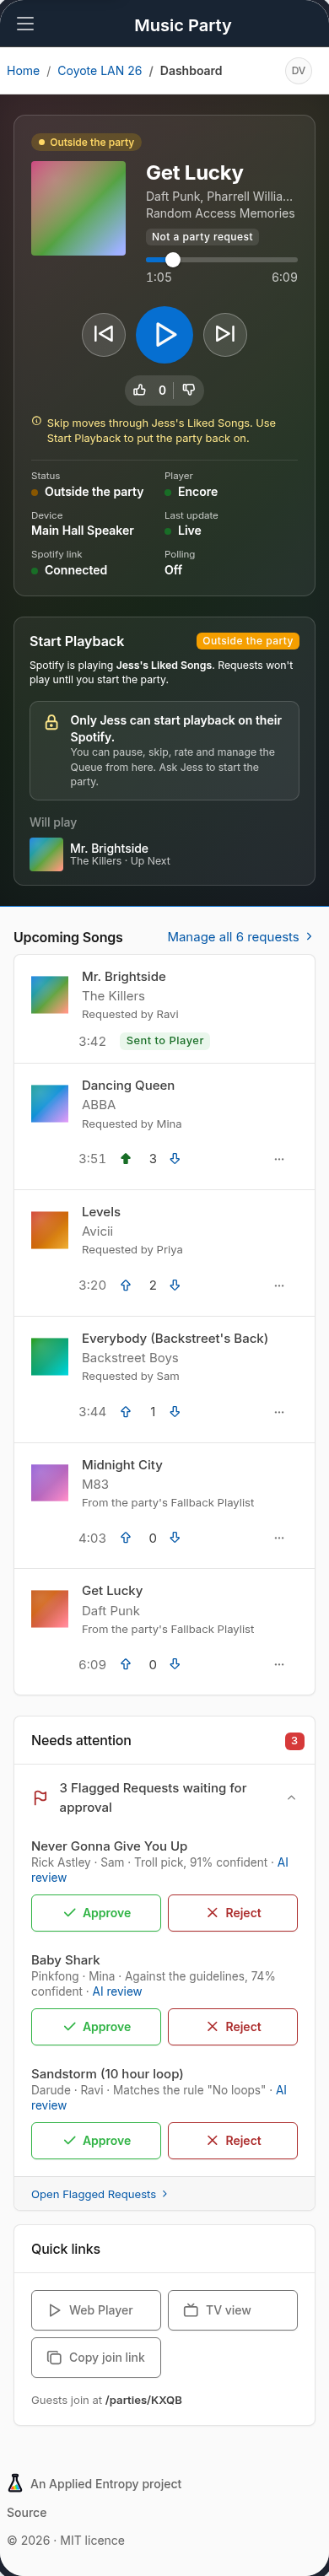 Music Party
Home / Coyote LAN 26 / Dashboard
DV
Outside the party
Get Lucky
Daft Punk, Pharrell Willia...
Random Access Memories
Not a party request
1:05 6:09
0
Skip moves through Jess's Liked Songs. Use
Start Playback to put the party back on.
Status Player
Outside the party Encore
Device Last update
Main Hall Speaker Live
Spotify link Polling
Connected Off
Start Playback Outside the party
Spotify is playing Jess's Liked Songs. Requests won't
play until you start the party.
Only Jess can start playback on their
Spotify.
You can pause, skip, rate and manage the
Queue from here. Ask Jess to start the
party.
Will play
Mr. Brightside
The Killers · Up Next
Upcoming Songs Manage all 6 requests
Mr. Brightside
The Killers
Requested by Ravi
3:42 Sent to Player
Dancing Queen
ABBA
Requested by Mina
3:51 3
Levels
Avicii
Requested by Priya
3:20 2
Everybody (Backstreet's Back)
Backstreet Boys
Requested by Sam
3:44 1
Midnight City
M83
From the party's Fallback Playlist
4:03 0
Get Lucky
Daft Punk
From the party's Fallback Playlist
6:09 0
Needs attention 3
3 Flagged Requests waiting for
approval
Never Gonna Give You Up
Rick Astley · Sam · Troll pick, 91% confident · AI
review
Approve Reject
Baby Shark
Pinkfong · Mina · Against the guidelines, 74%
confident · AI review
Approve Reject
Sandstorm (10 hour loop)
Darude · Ravi · Matches the rule "No loops" · AI
review
Approve Reject
Open Flagged Requests
Quick links
Web Player TV view
Copy join link
Guests join at /parties/KXQB
An Applied Entropy project
Source
© 2026 · MIT licence